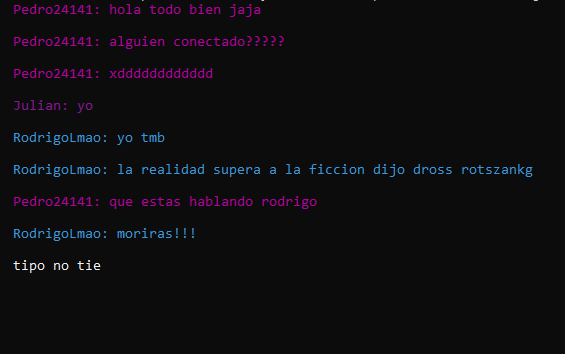 Pedro24141: hola todo bien jaja
Pedro24141: alguien conectado?????
Pedro24141: xdddddddddddd
Julian: yo
RodrigoLmao: yo tmb
RodrigoLmao: la realidad supera a la ficcion dijo dross rotszankg
Pedro24141: que estas hablando rodrigo
RodrigoLmao: moriras!!!
tipo no tie